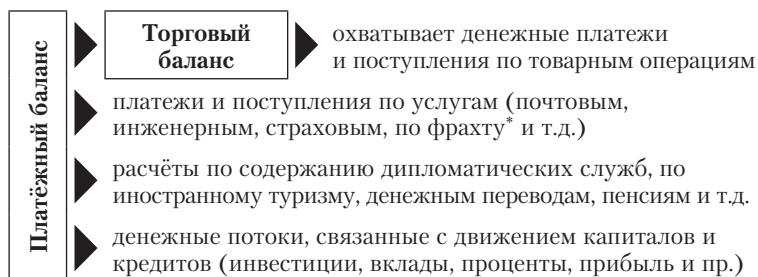 Платёжный баланс
Торговый
баланс
охватывает денежные платежи
и поступления по товарным операциям
платежи и поступления по услугам (почтовым,
инженерным, страховым, по фрахту* и т.д.)
расчёты по содержанию дипломатических служб, по
иностранному туризму, денежным переводам, пенсиям и т.д.
денежные потоки, связанные с движением капиталов и
кредитов (инвестиции, вклады, проценты, прибыль и пр.)